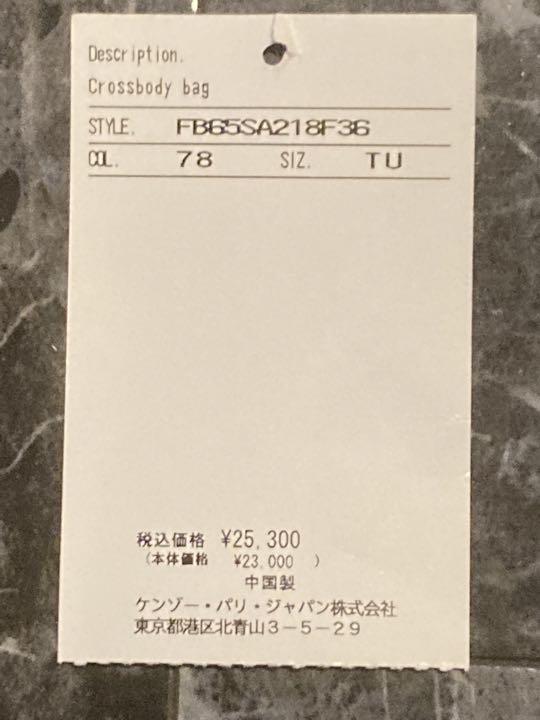 Description.
Crossbody bag
STYLE. FB65SA218F36
COL. 78 SIZ. TU
税込価格 ¥25,300
(本体価格 ¥23,000 )
中国製
ケンゾー・パリ・ジャパン株式会社
東京都港区北青山3-5-29